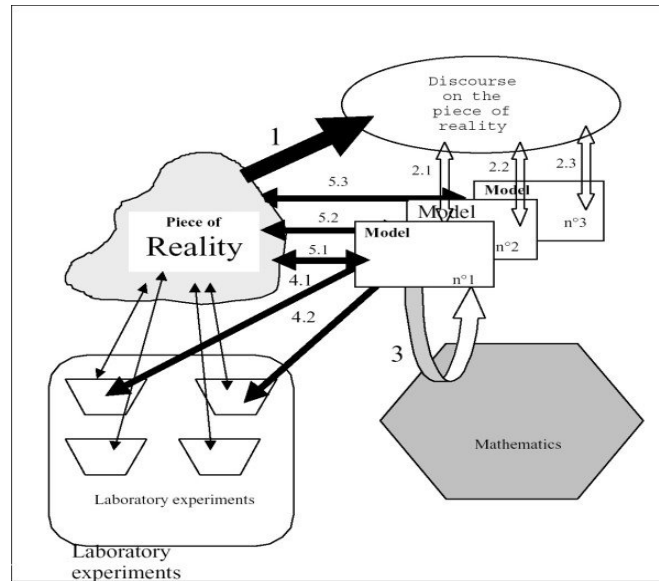 Discourse
on the
piece of
reality
1
2.1
2.2
2.3
5.3
Model
Piece of
Reality
5.2
Model
n°3
Model
n°2
5.1
n°1
4.1
4.2
3
Mathematics
Laboratory experiments
Laboratory
experiments